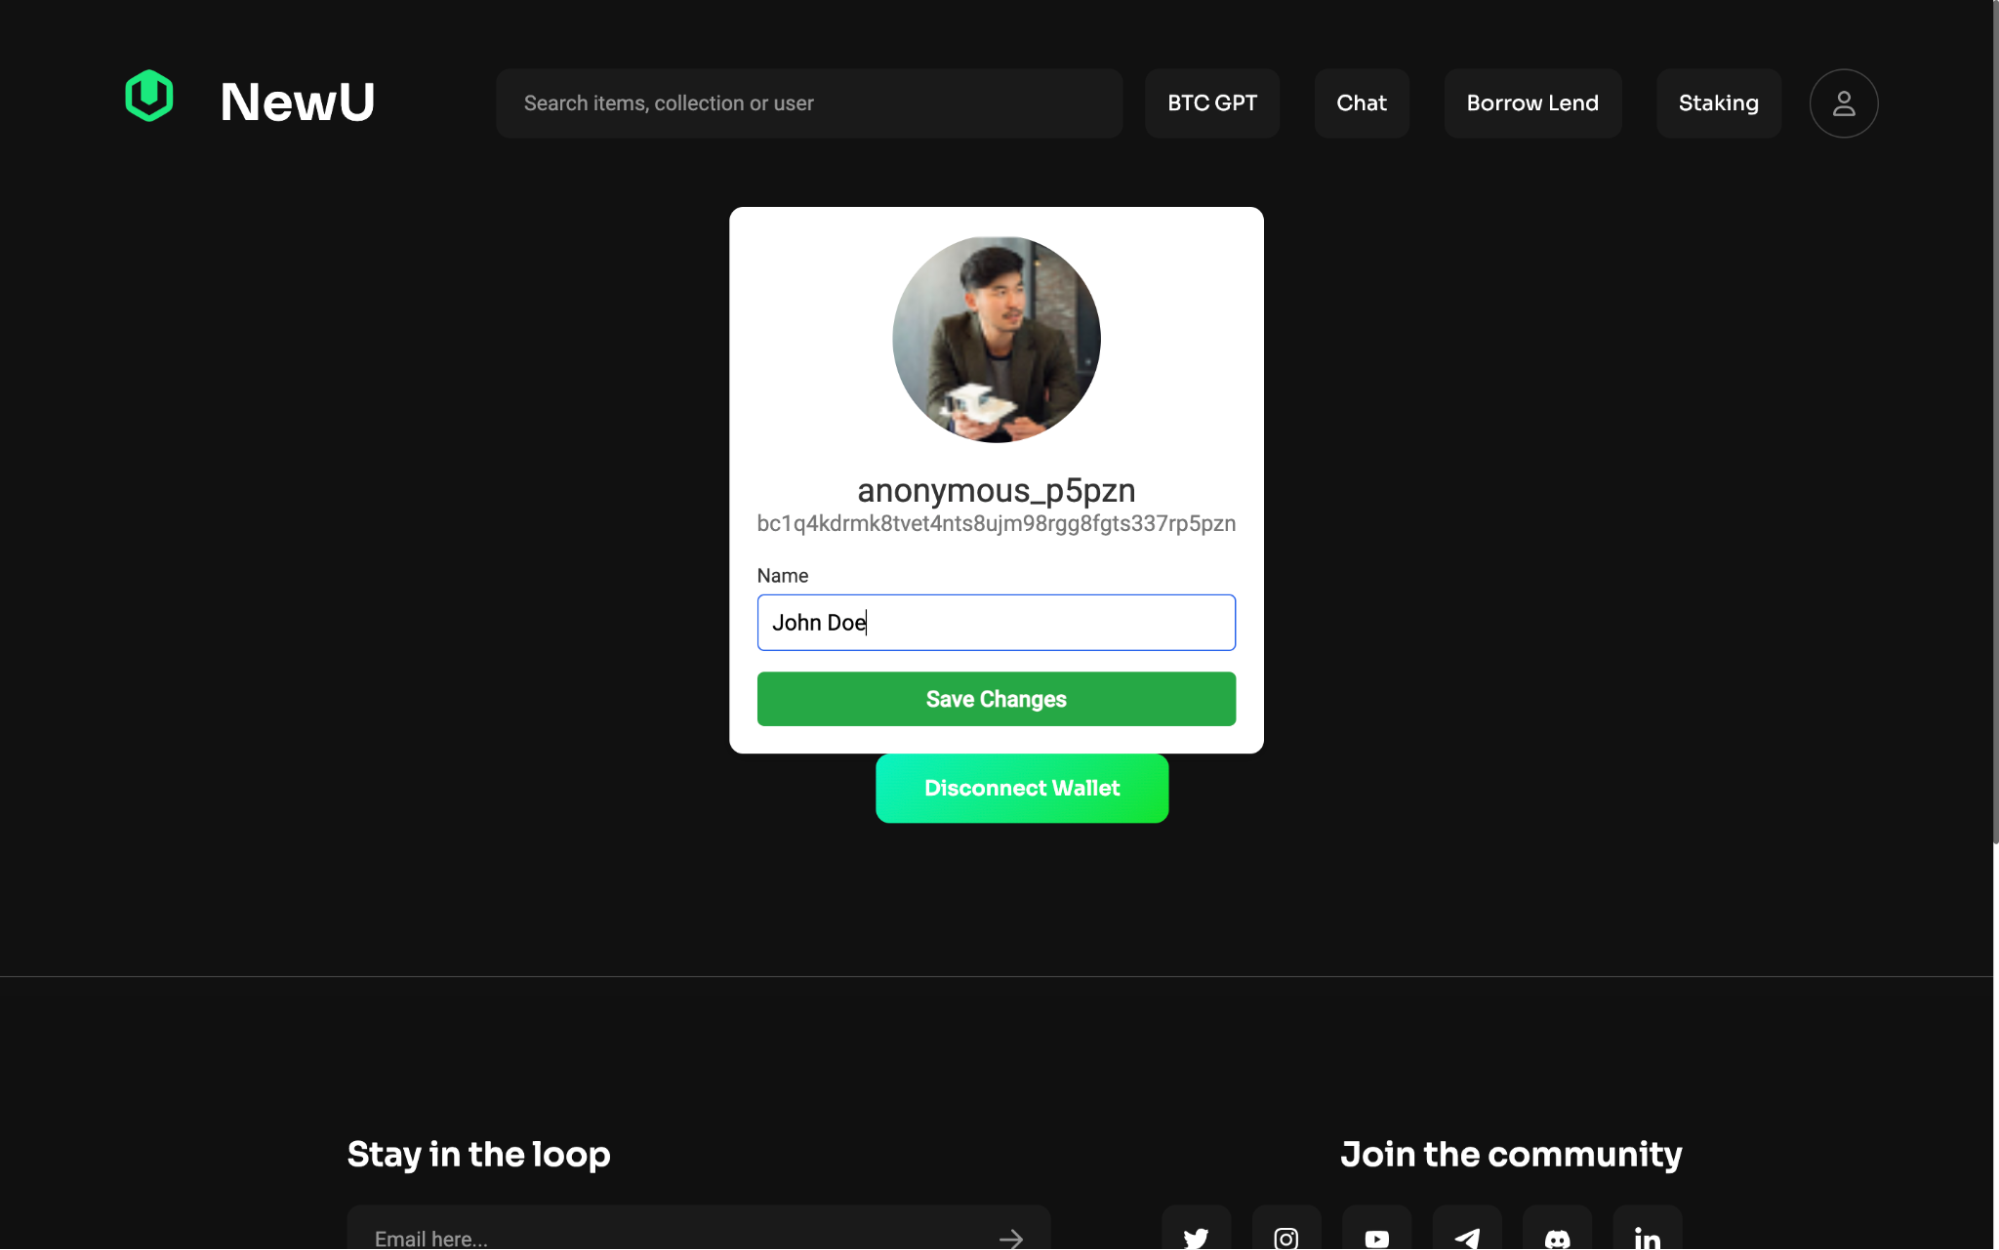 NewU
Search items, collection or user
BTC GPT
Chat
Borrow Lend
Staking
anonymous_p5pzn
bc1q4kdrmk8tvet4nts8ujm98rgg8fgts337rp5pzn
Name
John Doe
Save Changes
Disconnect Wallet
Stay in the loop
Join the community
Email here...
in